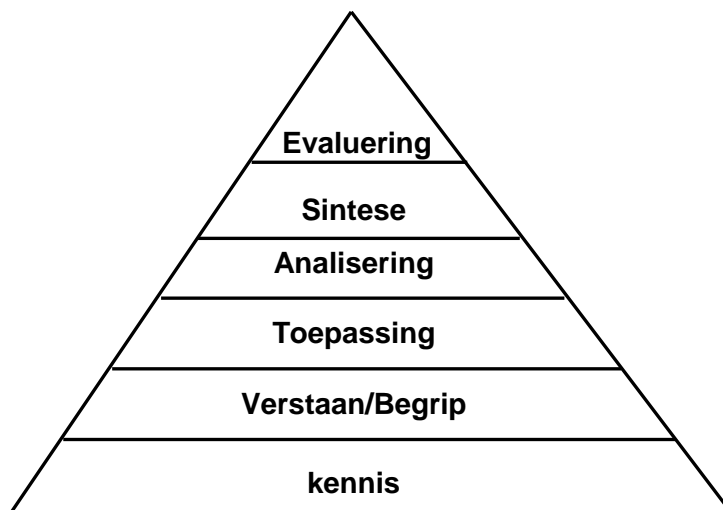 Evaluering
Sintese
Analisering
Toepassing
Verstaan/Begrip
kennis